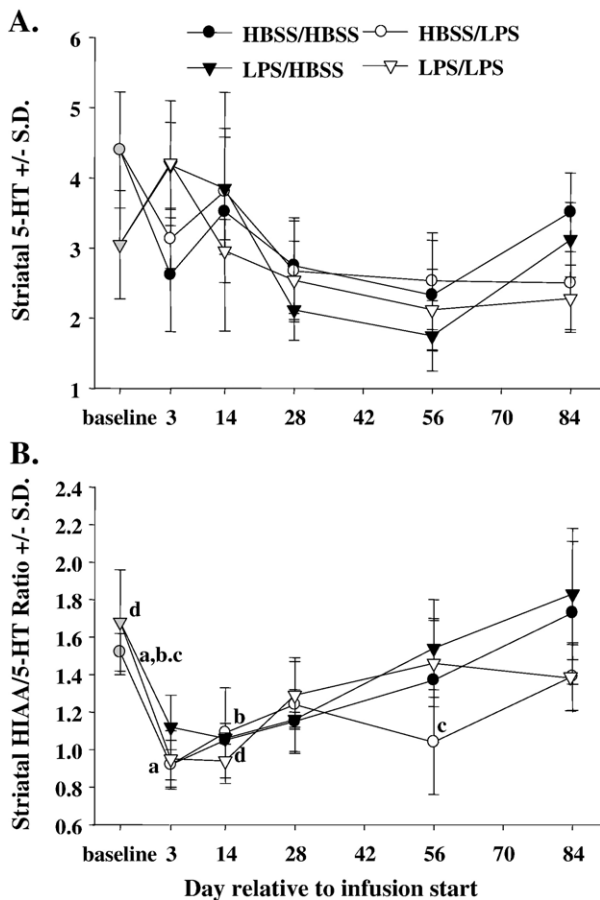 A.
HBSS/HBSS HBSS/LPS
LPS/HBSS LPS/LPS
Striatal 5-HT +/- S.D.
6
5
4
3
2
1
baseline 3 14 28 42 56 70 84
B.
Striatal HIAA/5-HT Ratio +/- S.D.
2.4
2.2
2.0
1.8
1.6
1.4
1.2
1.0
0.8
0.6
d
a,b.c
a
b
d
c
baseline 3 14 28 42 56 70 84
Day relative to infusion start